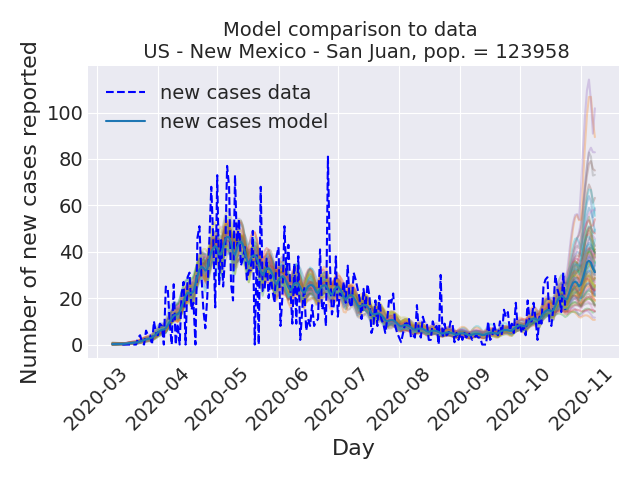 Model comparison to data
US - New Mexico - San Juan, pop. = 123958
Number of new cases reported
100
80
60
40
20
0
new cases data
new cases model
2020-03
2020-04
2020-05
2020-06
2020-07
2020-08
2020-09
2020-10
2020-11
Day